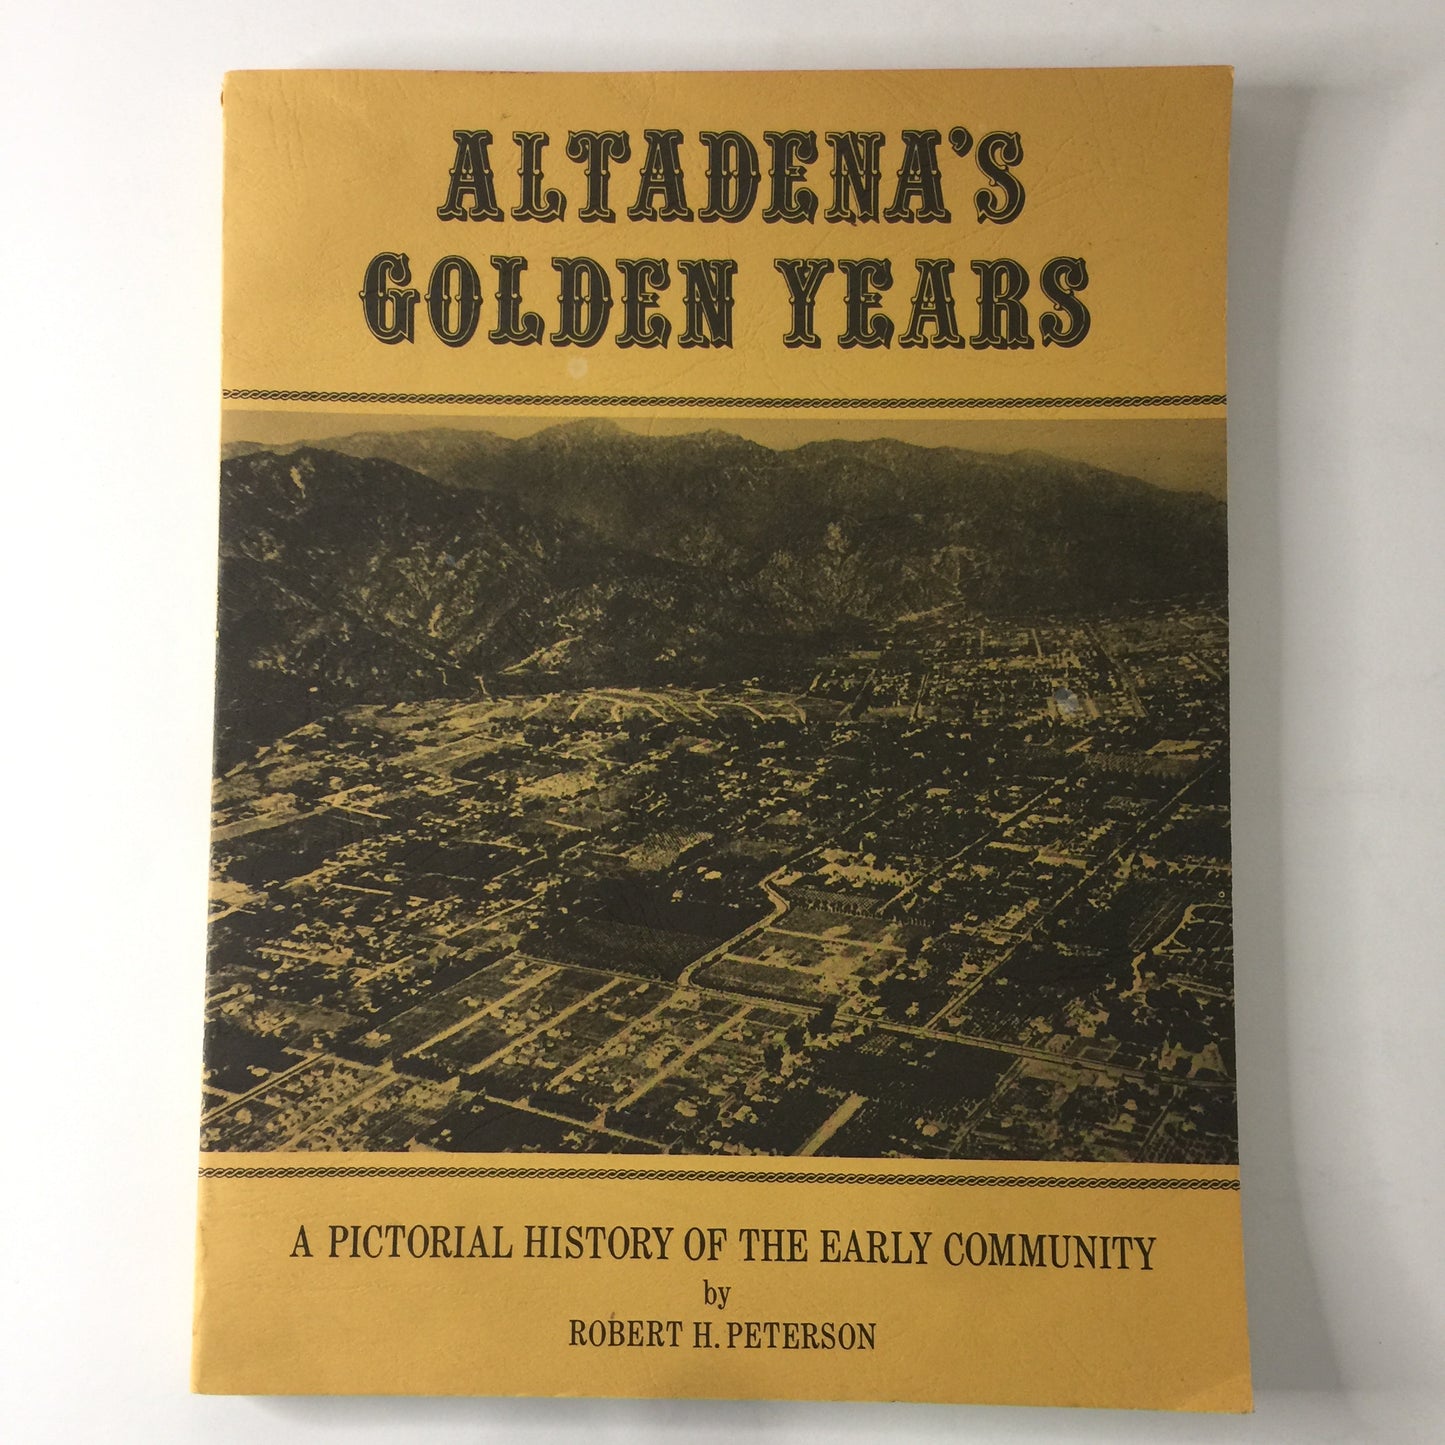 ALTADENA'S
GOLDEN YEARS
A PICTORIAL HISTORY OF THE EARLY COMMUNITY
by
ROBERT H. PETERSON